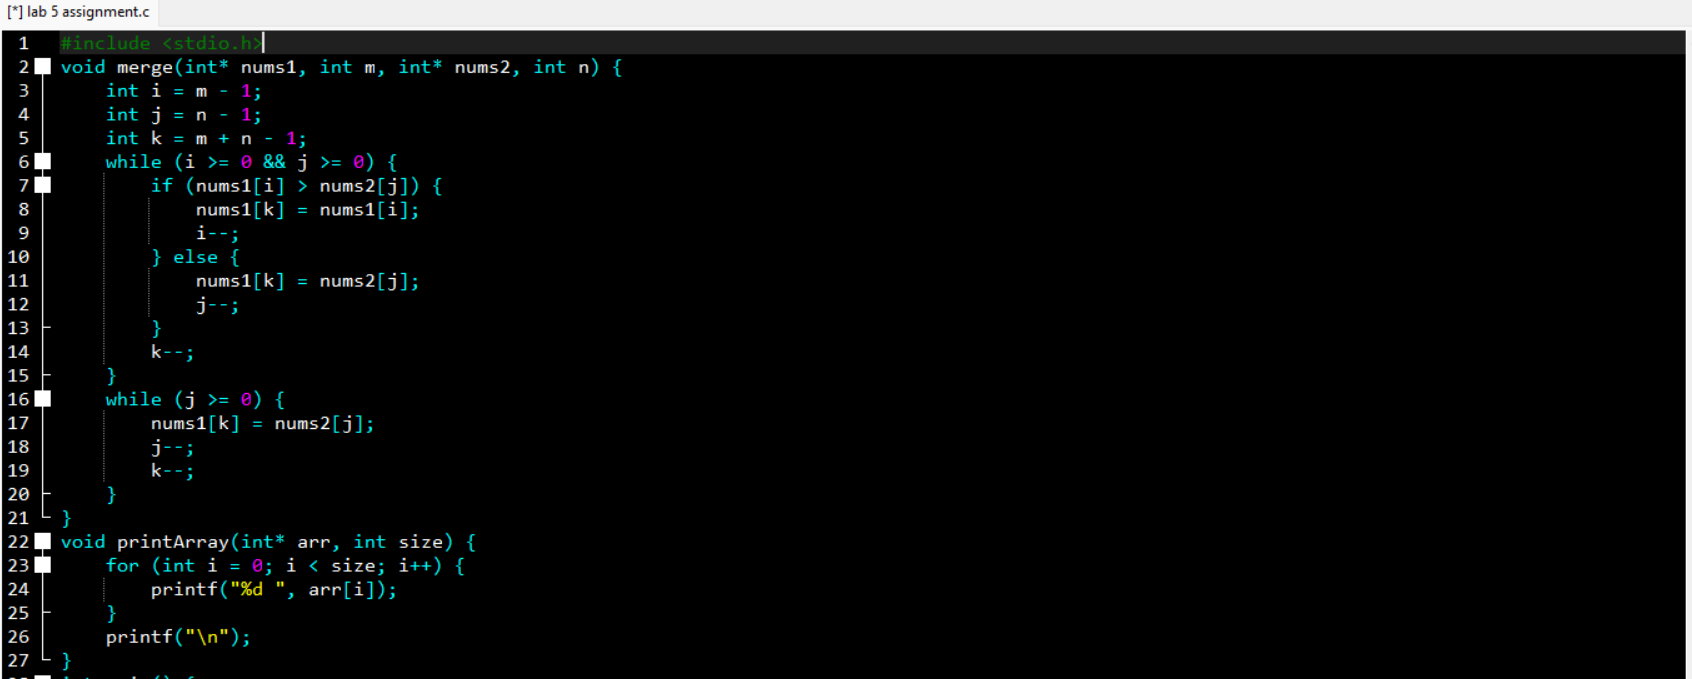 [*] lab 5 assignment.c
1 #include <stdio.h>
2 void merge(int* nums1, int m, int* nums2, int n) {
3 int i = m - 1;
4 int j = n - 1;
5 int k = m + n - 1;
6 while (i >= 0 && j >= 0) {
7 if (nums1[i] > nums2[j]) {
8 nums1[k] = nums1[i];
9 i--;
10 } else {
11 nums1[k] = nums2[j];
12 j--;
13 }
14 k--;
15 }
16 while (j >= 0) {
17 nums1[k] = nums2[j];
18 j--;
19 k--;
20 }
21 }
22 void printArray(int* arr, int size) {
23 for (int i = 0; i < size; i++) {
24 printf("%d ", arr[i]);
25 }
26 printf("\n");
27 }